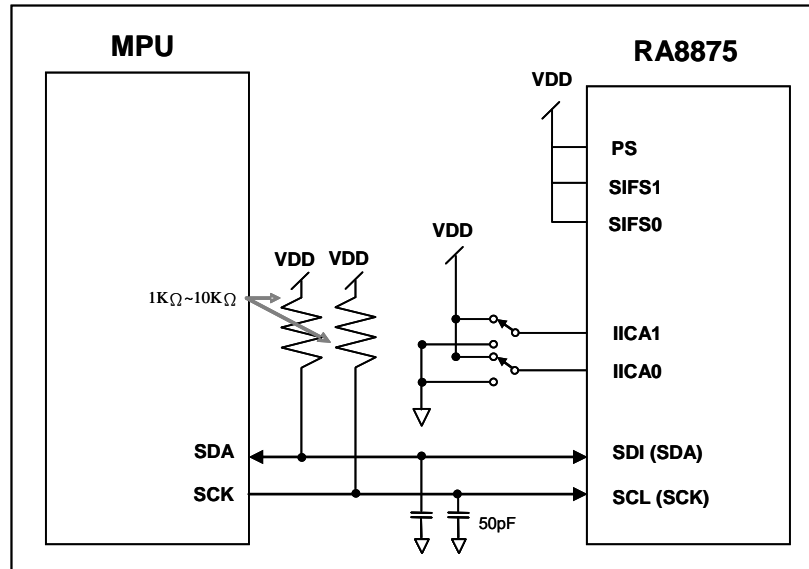 MPU
RA8875
VDD
PS
SIFS1
SIFS0
VDD
VDD VDD
1KΩ~10KΩ
IICA1
IICA0
SDA
SDI (SDA)
SCK
SCL (SCK)
50pF